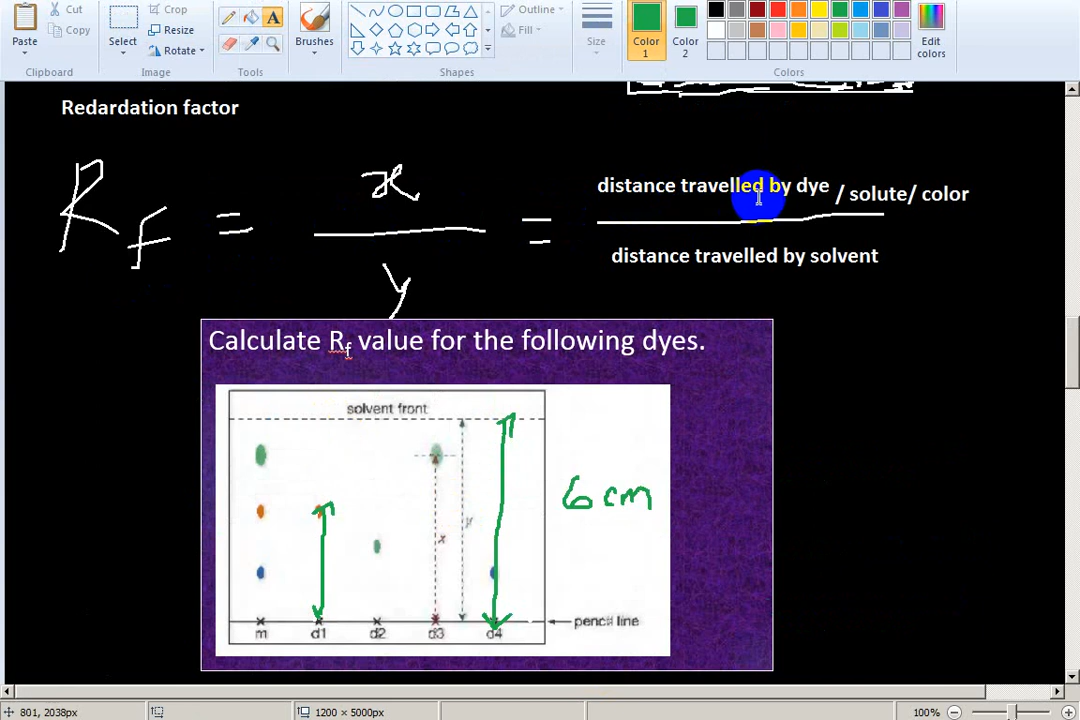 Cut
Crop
Outline
Paste
Copy
Select
Resize
Rotate
Brushes
Fill
Size
Color
1
Color
2
Edit
colors
Clipboard
Image
Tools
Shapes
Colors
Redardation factor
Rf = x / y = distance travelled by dye / solute/ color
distance travelled by solvent
Calculate Rf value for the following dyes.
solvent front
6 cm
x
y
m d1 d2 d3 d4
pencil line
801, 2038px
1200 × 5000px
100%